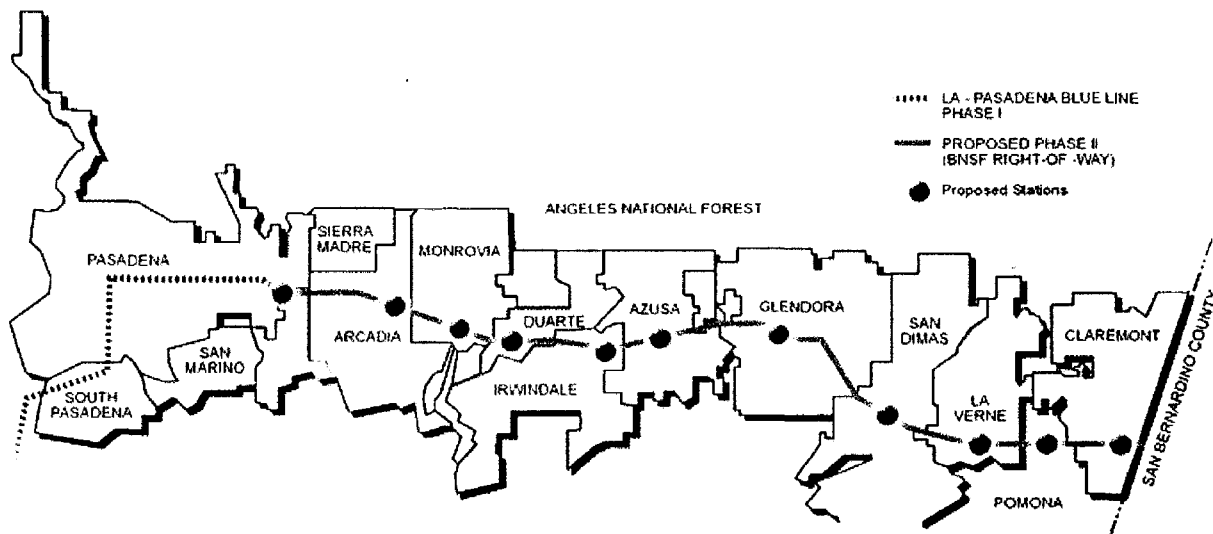 LA - PASADENA BLUE LINE
PHASE I
PROPOSED PHASE II
(BNSF RIGHT-OF -WAY)
Proposed Stations
ANGELES NATIONAL FOREST
SIERRA
MADRE
MONROVIA
PASADENA
ARCADIA
DUARTE
AZUSA
GLENDORA
SAN
DIMAS
CLAREMONT
SAN
MARINO
SOUTH
PASADENA
IRWINDALE
LA
VERNE
POMONA
SAN BERNARDINO COUNTY